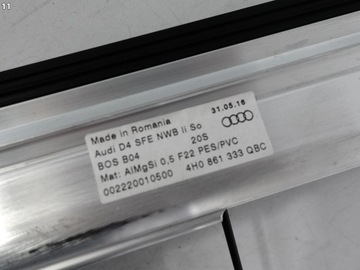 11
Made in Romania
31.05.16
Audi D4 SFE NWB li So
BOS B04
20S
Mat: AlMgSi 0,5 F22 PES/PVC
002220010500
4H0 861 333 QBC